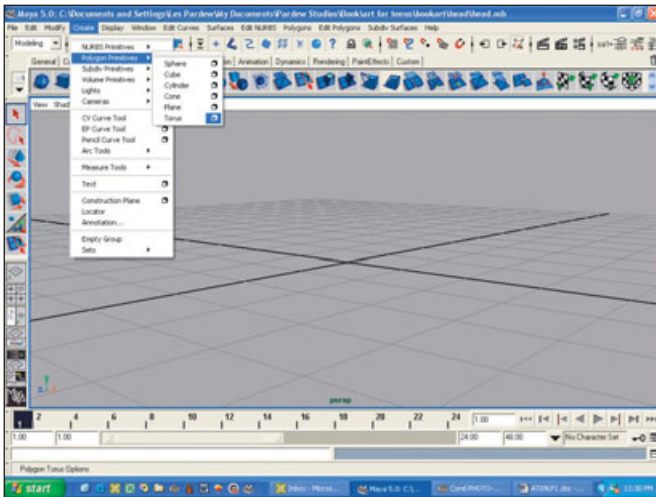 Maya 5.0: C:\Documents and Settings\Les Pardew\My Documents\Pardew Studios\Book\art for teens\bookart\head\head.mb
File Edit Modify Create Display Window Edit Curves Surfaces Edit NURBS Polygons Edit Polygons Subdiv Surfaces Help
Modeling
General
Animation Dynamics Rendering PaintEffects Custom
View
NURBS Primitives
Polygon Primitives
Subdiv Primitives
Volume Primitives
Lights
Cameras
CV Curve Tool
EP Curve Tool
Pencil Curve Tool
Arc Tools
Measure Tools
Text
Construction Plane
Locator
Annotation...
Empty Group
Sets
Sphere
Cube
Cylinder
Cone
Plane
Torus
persp
1 2 4 6 8 10 12 14 16 18 20 22 24 1.00
1.00 1.00 24.00 48.00 No Character Set
Polygon Torus Options
start Inbox - Micros... Maya 5.0: C:\... Corel PHOTO-... 12:30 PM